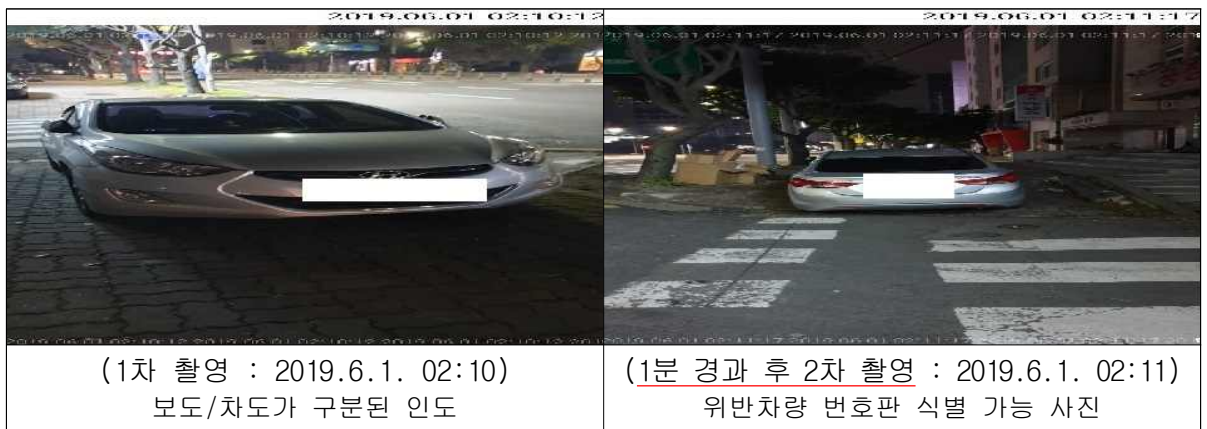 2019.06.01 02:10:12
2019.06.01 02:11:17
(1차 촬영 : 2019.6.1. 02:10)
보도/차도가 구분된 인도
(1분 경과 후 2차 촬영 : 2019.6.1. 02:11)
위반차량 번호판 식별 가능 사진